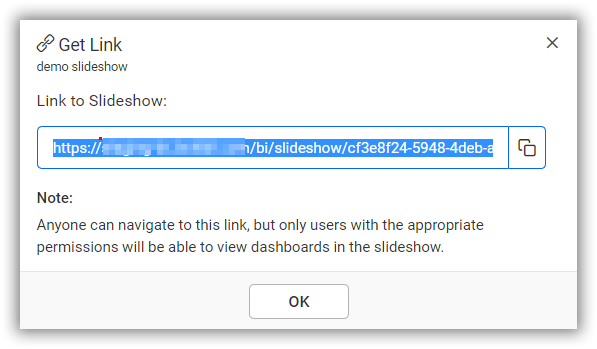 Get Link
demo slideshow
Link to Slideshow:
https:// /bi/slideshow/cf3e8f24-5948-4deb-a
Note:
Anyone can navigate to this link, but only users with the appropriate
permissions will be able to view dashboards in the slideshow.
OK